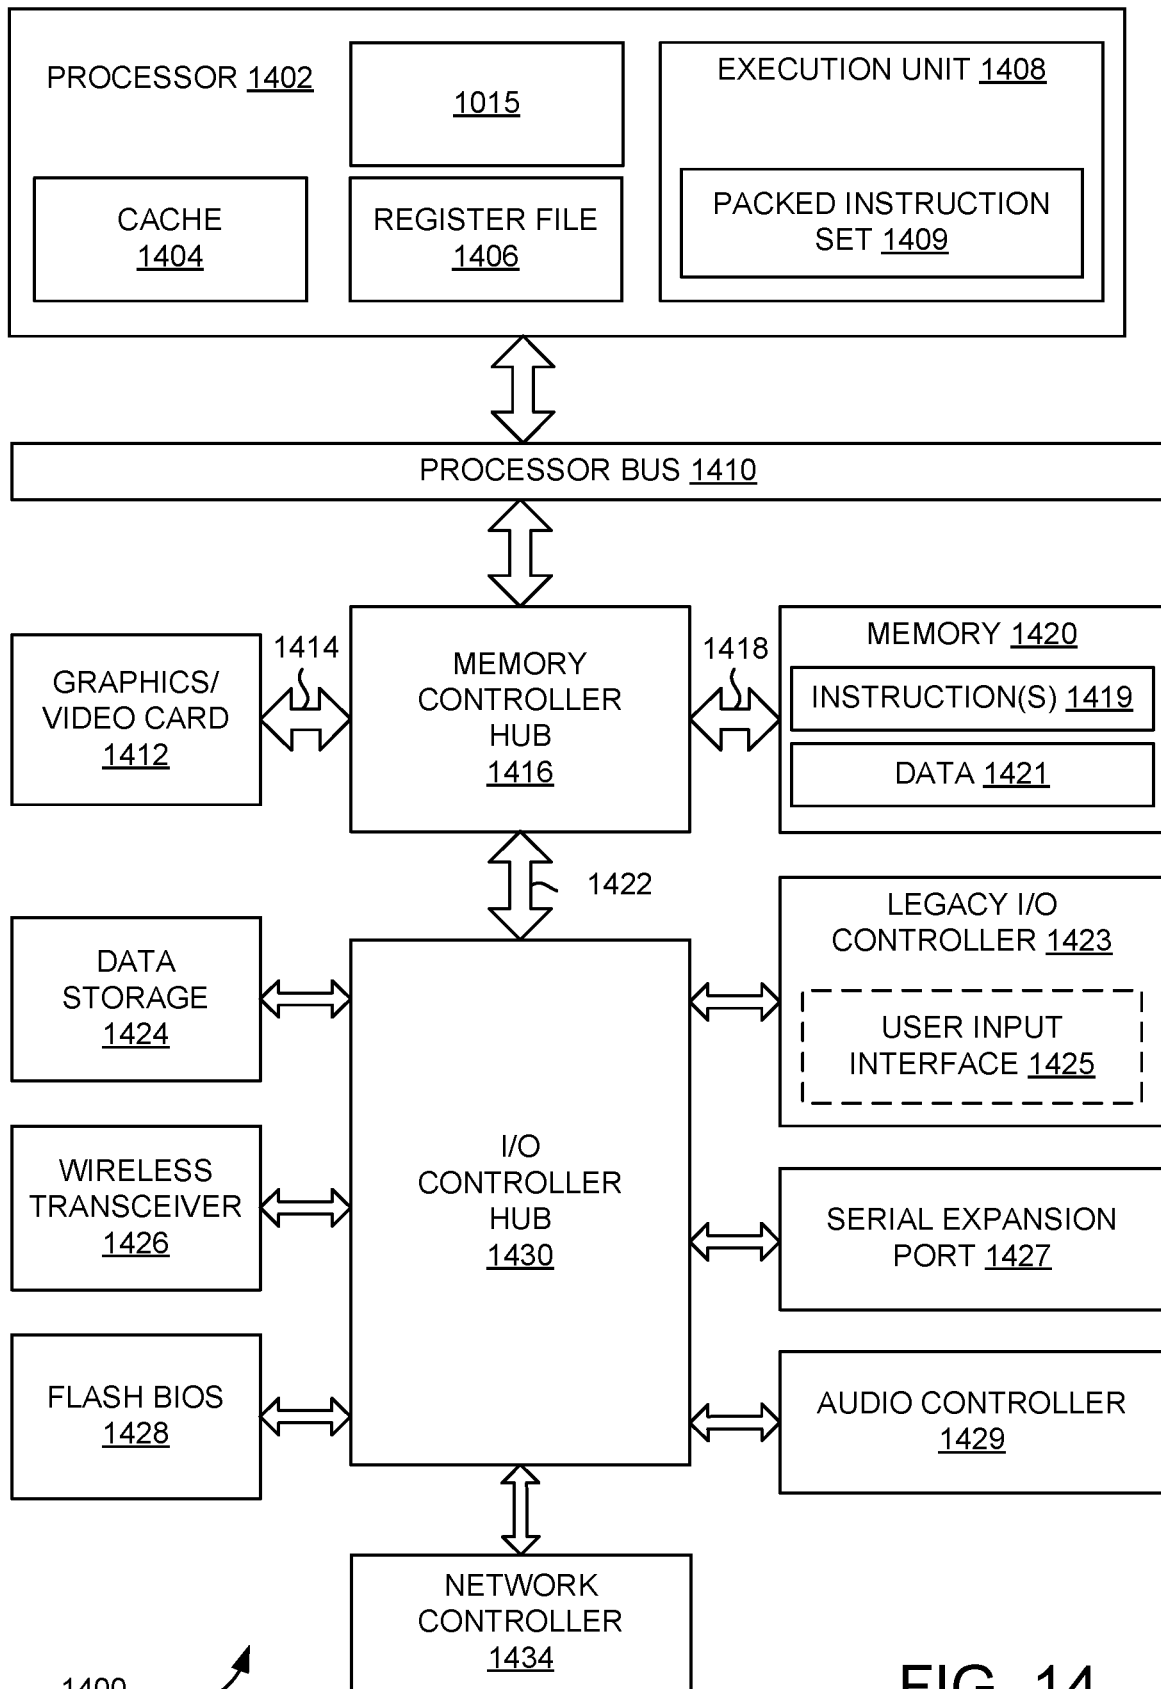 PROCESSOR 1402
1015
EXECUTION UNIT 1408
CACHE
1404
REGISTER FILE
1406
PACKED INSTRUCTION
SET 1409
PROCESSOR BUS 1410
GRAPHICS/
VIDEO CARD
1412
1414
MEMORY
CONTROLLER
HUB
1416
1418
MEMORY 1420
INSTRUCTION(S) 1419
DATA 1421
1422
DATA
STORAGE
1424
LEGACY I/O
CONTROLLER 1423
USER INPUT
INTERFACE 1425
WIRELESS
TRANSCEIVER
1426
I/O
CONTROLLER
HUB
1430
SERIAL EXPANSION
PORT 1427
FLASH BIOS
1428
AUDIO CONTROLLER
1429
NETWORK
CONTROLLER
1434
1400
FIG. 14